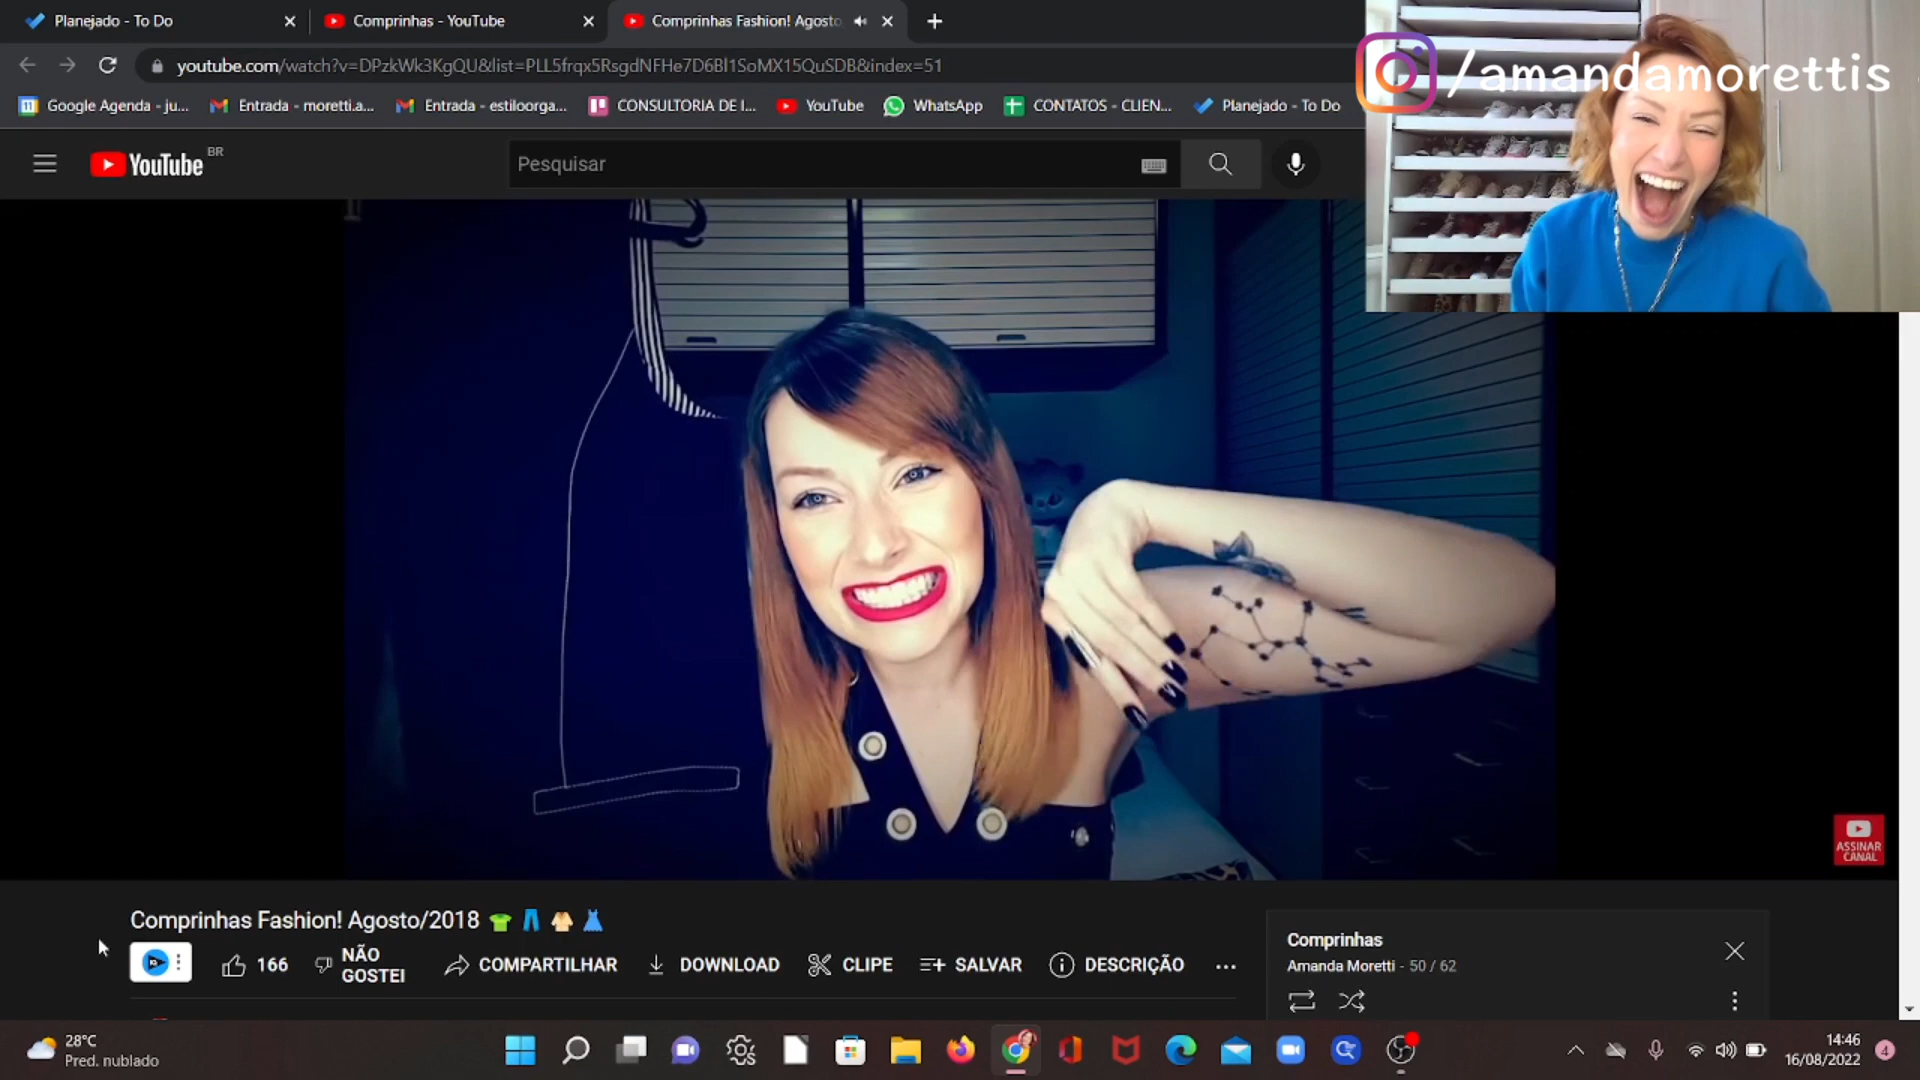 Planejado - To Do
Comprinhas - YouTube
Comprinhas Fashion! Agosto
youtube.com/watch?v=DPzkWk3KgQU&list=PLL5frqx5RsgdNFHe7D6Bl1SoMX15QuSDB&index=51
/amandamorettis
Google Agenda - ju...
Entrada - moretti.a...
Entrada - estiloorga...
CONSULTORIA DE I...
YouTube
WhatsApp
CONTATOS - CLIEN...
Planejado - To Do
YouTube BR
Pesquisar
ASSINAR
CANAL
Comprinhas Fashion! Agosto/2018
166
NÃO
GOSTEI
COMPARTILHAR
DOWNLOAD
CLIPE
SALVAR
DESCRIÇÃO
Comprinhas
Amanda Moretti - 50 / 62
28°C
Pred. nublado
14:46
16/08/2022
4